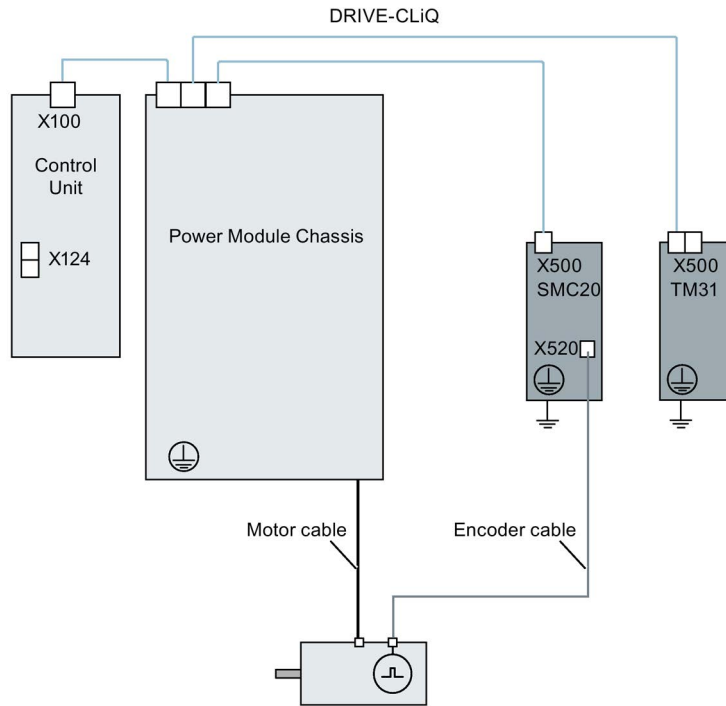 DRIVE-CLiQ
X100
Control
Unit
X124
Power Module Chassis
X500
SMC20
X520
X500
TM31
Motor cable
Encoder cable